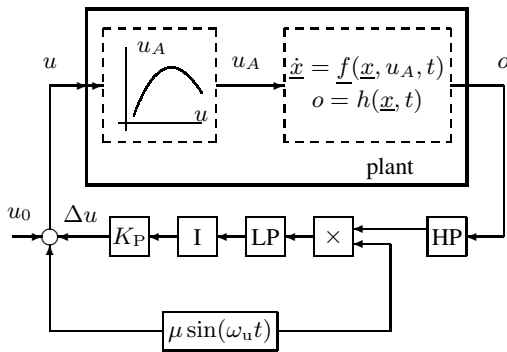 u
u_A
u
u_A
ẋ = f(x, u_A, t)
o = h(x, t)
o
plant
u_0
Δu
K_P
I
LP
×
HP
μ sin(ω_u t)